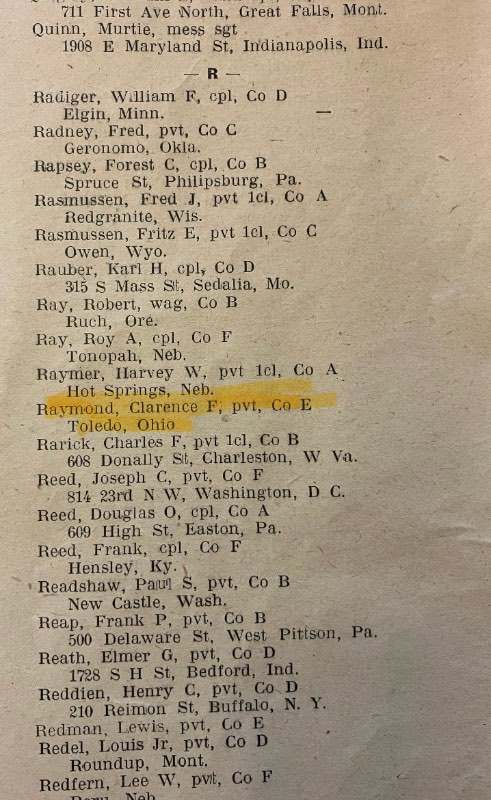 711 First Ave North, Great Falls, Mont.
Quinn, Murtie, mess sgt
1908 E Maryland St, Indianapolis, Ind.
— R —
Radiger, William F, cpl, Co D
Elgin, Minn.
Radney, Fred, pvt, Co C
Geronomo, Okla.
Rapsey, Forest C, cpl, Co B
Spruce St, Philipsburg, Pa.
Rasmussen, Fred J, pvt 1cl, Co A
Redgranite, Wis.
Rasmussen, Fritz E, pvt 1cl, Co C
Owen, Wyo.
Rauber, Karl H, cpl, Co D
315 S Mass St, Sedalia, Mo.
Ray, Robert, wag, Co B
Ruch, Ore.
Ray, Roy A, cpl, Co F
Tonopah, Neb.
Raymer, Harvey W, pvt 1cl, Co A
Hot Springs, Neb.
Raymond, Clarence F, pvt, Co E
Toledo, Ohio
Rarick, Charles F, pvt 1cl, Co B
608 Donally St, Charleston, W Va.
Reed, Joseph C, pvt, Co F
814 23rd N W, Washington, D C.
Reed, Douglas O, cpl, Co A
609 High St, Easton, Pa.
Reed, Frank, cpl, Co F
Hensley, Ky.
Readshaw, Paul S, pvt, Co B
New Castle, Wash.
Reap, Frank P, pvt, Co B
500 Delaware St, West Pittson, Pa.
Reath, Elmer G, pvt, Co D
1728 S H St, Bedford, Ind.
Reddien, Henry C, pvt, Co D
210 Reimon St, Buffalo, N. Y.
Redman, Lewis, pvt, Co E
Redel, Louis Jr, pvt, Co D
Roundup, Mont.
Redfern, Lee W, pvt, Co F
Neb.